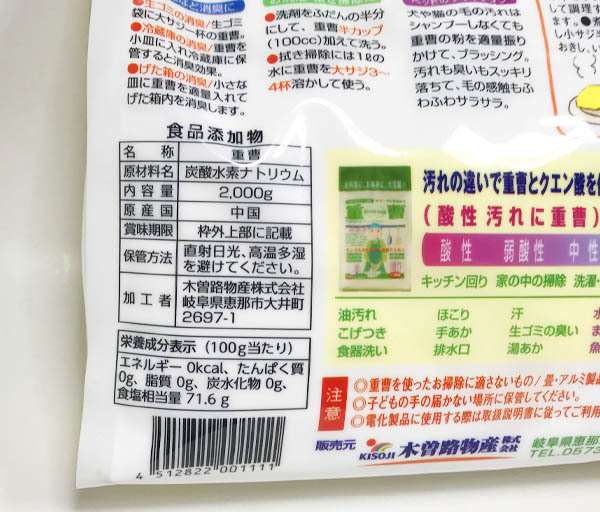 など消臭に
●生ゴミの消臭/生ゴミ
袋に大サジ一杯の重曹。
●冷蔵庫の消臭/重曹を
小皿に入れ冷蔵庫に保
管すると消臭効果。
●げた箱の消臭/小さな
皿に重曹を適量入れて
げた箱内を消臭します。
●洗剤をふだんの半分
にして、重曹半カップ
(100cc)加えて洗う。
●拭き掃除には1ℓの
水に重曹を大サジ3〜
4杯溶かして使う。
犬や猫の毛の汚れは
シャンプーしなくても
重曹の粉を適量振り
かけて、ブラッシング。
汚れも臭いもスッキリ
落ちて、毛の感触もふ
わふわサラサラ。
食品添加物
名称 重曹
原材料名 炭酸水素ナトリウム
内容量 2,000g
原産国 中国
賞味期限 枠外上部に記載
保管方法 直射日光、高温多湿
を避けてください。
加工者 木曽路物産株式会社
岐阜県恵那市大井町
2697-1
栄養成分表示(100g当たり)
エネルギー 0kcal、たんぱく質
0g、脂質 0g、炭水化物 0g、
食塩相当量 71.6g
4 512822 001111
汚れの違いで重曹とクエン酸を
(酸性 汚れに重曹)
酸性 弱酸性 中性
キッチン回り 家の中の掃除 洗濯・
油汚れ ほこり 汗
こげつき 手あか 生ゴミの臭い
食器洗い 排水口 湯あか
注意
◎重曹を使ったお掃除に適さないもの/畳・アルミ製品
◎子どもの手の届かない場所に保管してください。
◎電化製品に使用する際は取扱説明書に従ってご利用
販売元 KISOJI 木曽路物産株式会社
岐阜県恵那
TEL.0573